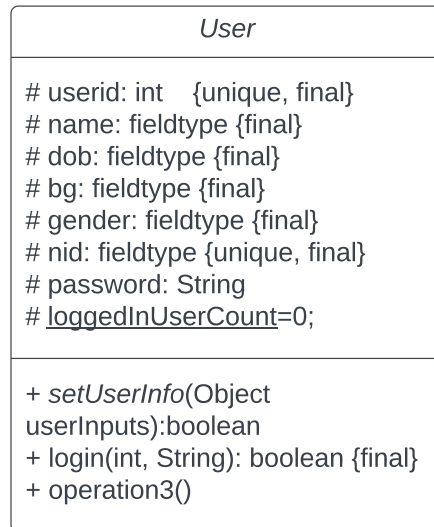 User
# userid: int {unique, final}
# name: fieldtype {final}
# dob: fieldtype {final}
# bg: fieldtype {final}
# gender: fieldtype {final}
# nid: fieldtype {unique, final}
# password: String
# loggedInUserCount=0;
+ setUserInfo(Object
userInputs):boolean
+ login(int, String): boolean {final}
+ operation3()